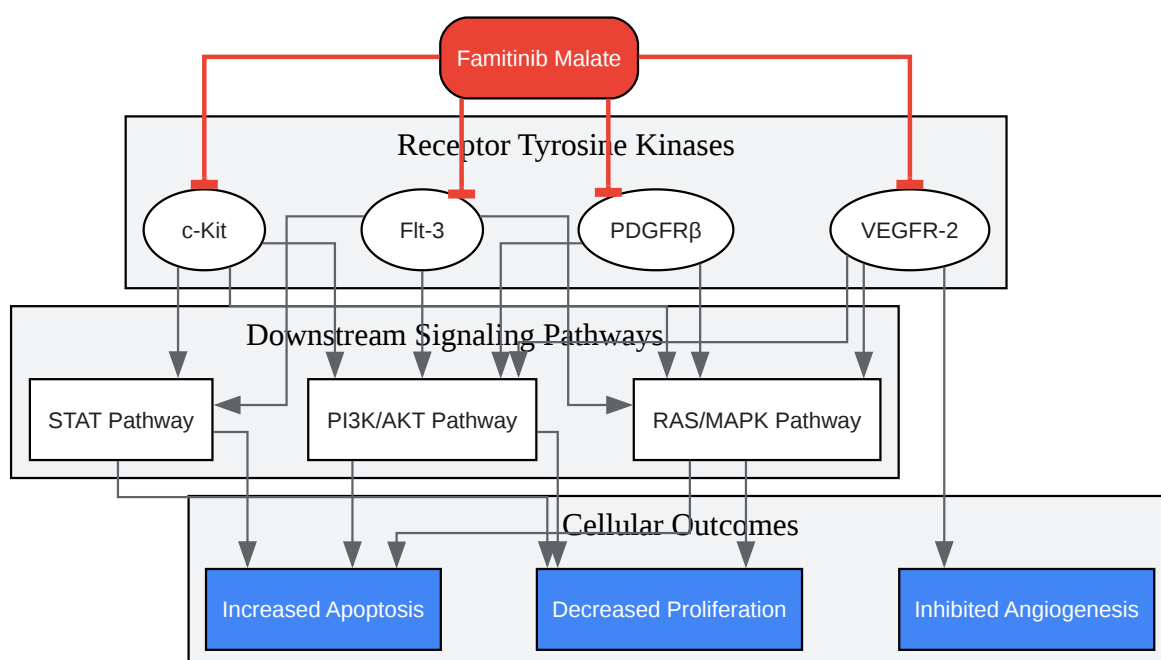 Famitinib Malate
Receptor Tyrosine Kinases
c-Kit
Flt-3
PDGFRβ
VEGFR-2
Downstream Signaling Pathways
STAT Pathway
PI3K/AKT Pathway
RAS/MAPK Pathway
Cellular Outcomes
Increased Apoptosis
Decreased Proliferation
Inhibited Angiogenesis